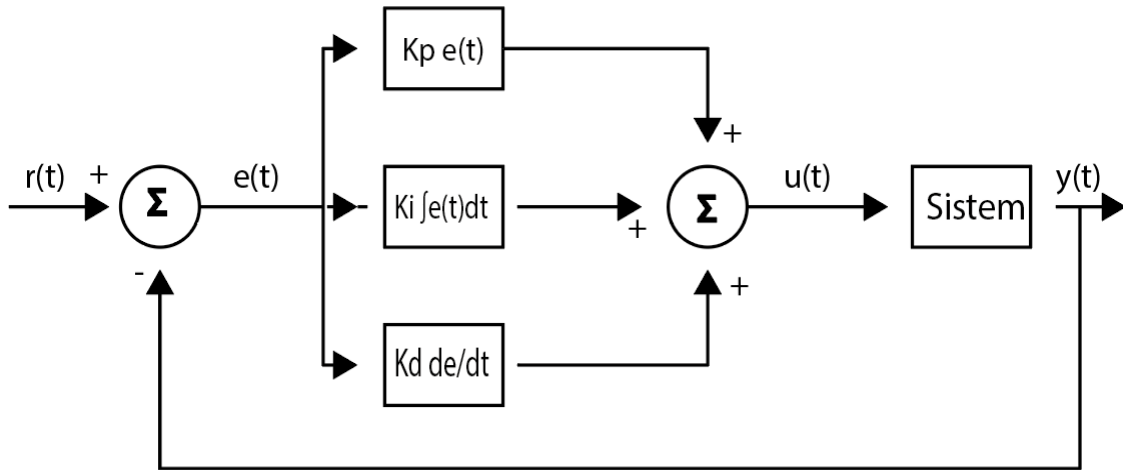 Kp e(t)
+
r(t)
+
Σ
e(t)
Ki ∫e(t)dt
+
Σ
u(t)
Sistem
y(t)
-
+
Kd de/dt